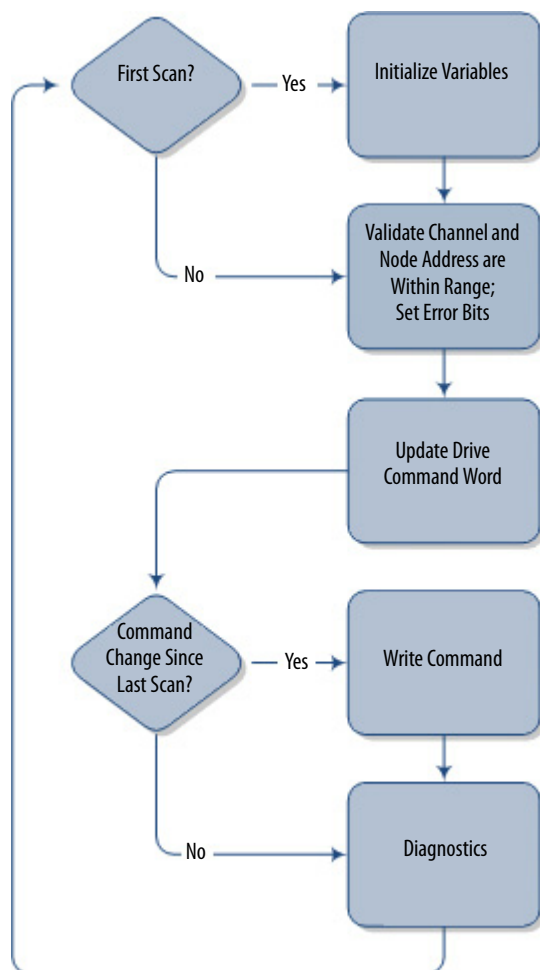 First Scan?
Yes
Initialize Variables
No
Validate Channel and
Node Address are
Within Range;
Set Error Bits
Update Drive
Command Word
Command
Change Since
Last Scan?
Yes
Write Command
No
Diagnostics